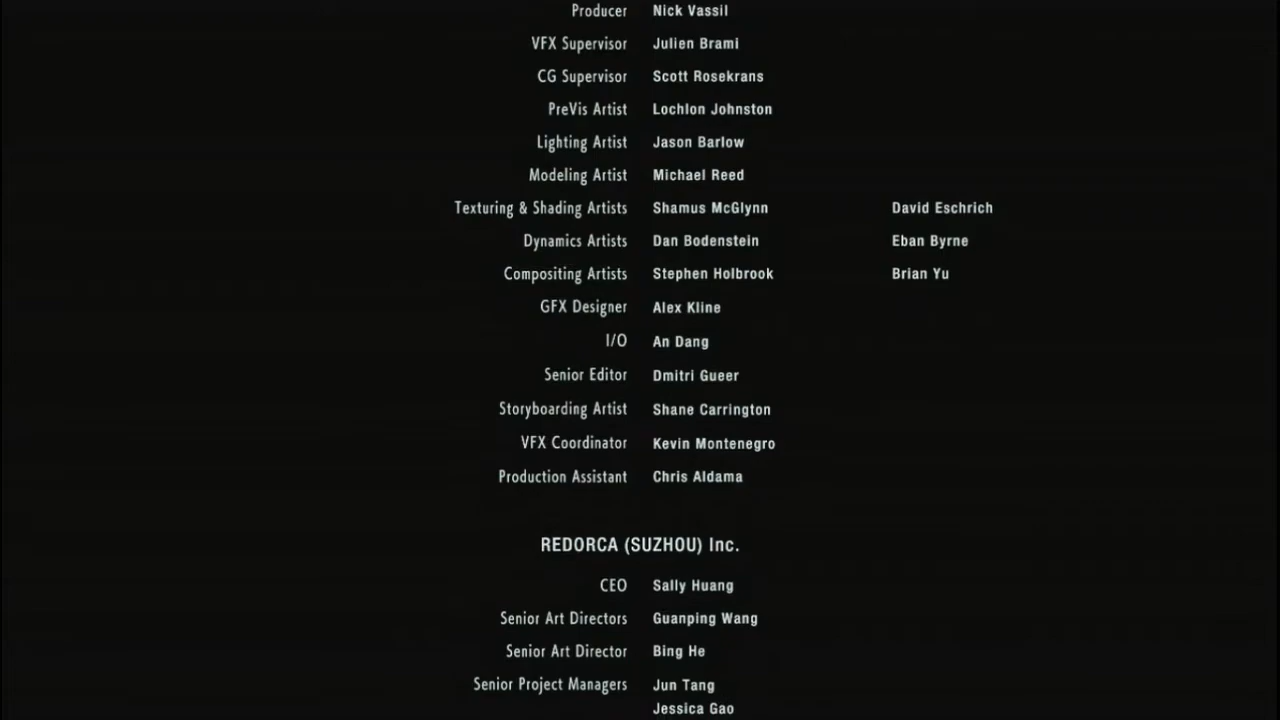 Producer Nick Vassil
VFX Supervisor Julien Brami
CG Supervisor Scott Rosekrans
PreVis Artist Lochlon Johnston
Lighting Artist Jason Barlow
Modeling Artist Michael Reed
Texturing & Shading Artists Shamus McGlynn David Eschrich
Dynamics Artists Dan Bodenstein Eban Byrne
Compositing Artists Stephen Holbrook Brian Yu
GFX Designer Alex Kline
I/O An Dang
Senior Editor Dmitri Gueer
Storyboarding Artist Shane Carrington
VFX Coordinator Kevin Montenegro
Production Assistant Chris Aldama
REDORCA (SUZHOU) Inc.
CEO Sally Huang
Senior Art Directors Guanping Wang
Senior Art Director Bing He
Senior Project Managers Jun Tang
Jessica Gao